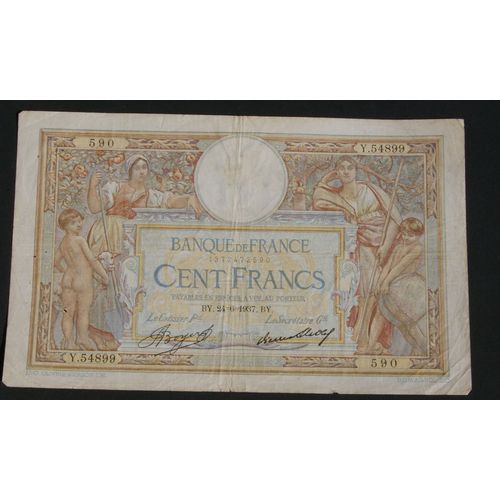 590
Y.54899
BANQUE DE FRANCE
1372472590
CENT FRANCS
PAYABLES EN ESPÈCES, A VUE, AU PORTEUR
BY. 24=6=1937. BY
Le Caissier Pal
Le Secrétaire Gal
Y.54899
590